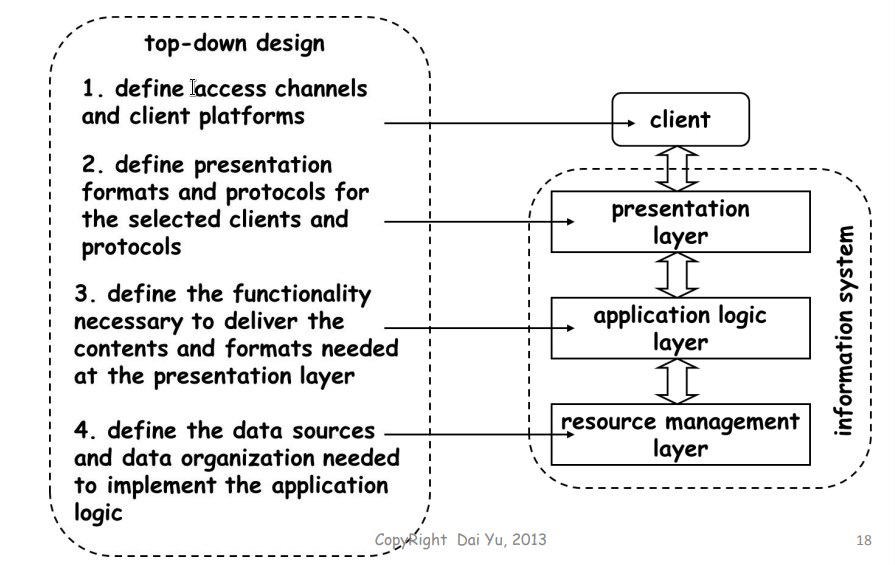 top-down design
1. define access channels
and client platforms
2. define presentation
formats and protocols for
the selected clients and
protocols
3. define the functionality
necessary to deliver the
contents and formats needed
at the presentation layer
4. define the data sources
and data organization needed
to implement the application
logic
client
presentation
layer
application logic
layer
resource management
layer
information system
CopyRight Dai Yu, 2013
18